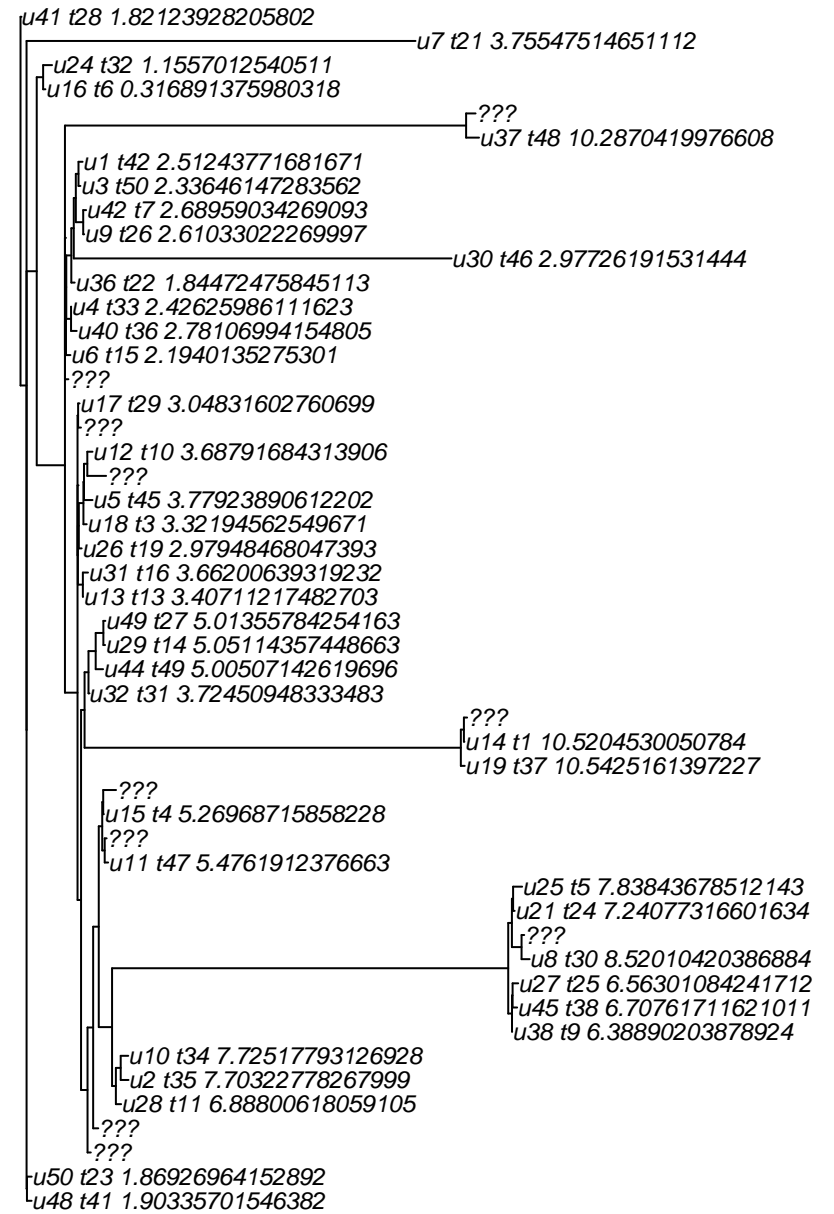 u41 t28 1.82123928205802
u7 t21 3.75547514651112
u24 t32 1.1557012540511
u16 t6 0.316891375980318
???
u37 t48 10.2870419976608
u1 t42 2.51243771681671
u3 t50 2.33646147283562
u42 t7 2.68959034269093
u9 t26 2.61033022269997
u30 t46 2.97726191531444
u36 t22 1.84472475845113
u4 t33 2.42625986111623
u40 t36 2.78106994154805
u6 t15 2.1940135275301
???
u17 t29 3.04831602760699
???
u12 t10 3.68791684313906
???
u5 t45 3.77923890612202
u18 t3 3.32194562549671
u26 t19 2.97948468047393
u31 t16 3.66200639319232
u13 t13 3.40711217482703
u49 t27 5.01355784254163
u29 t14 5.05114357448663
u44 t49 5.00507142619696
u32 t31 3.72450948333483
???
u14 t1 10.5204530050784
u19 t37 10.5425161397227
???
u15 t4 5.26968715858228
???
u11 t47 5.4761912376663
u25 t5 7.83843678512143
u21 t24 7.24077316601634
???
u8 t30 8.52010420386884
u27 t25 6.56301084241712
u45 t38 6.70761711621011
u38 t9 6.38890203878924
u10 t34 7.72517793126928
u2 t35 7.70322778267999
u28 t11 6.88800618059105
???
???
u50 t23 1.86926964152892
u48 t41 1.90335701546382